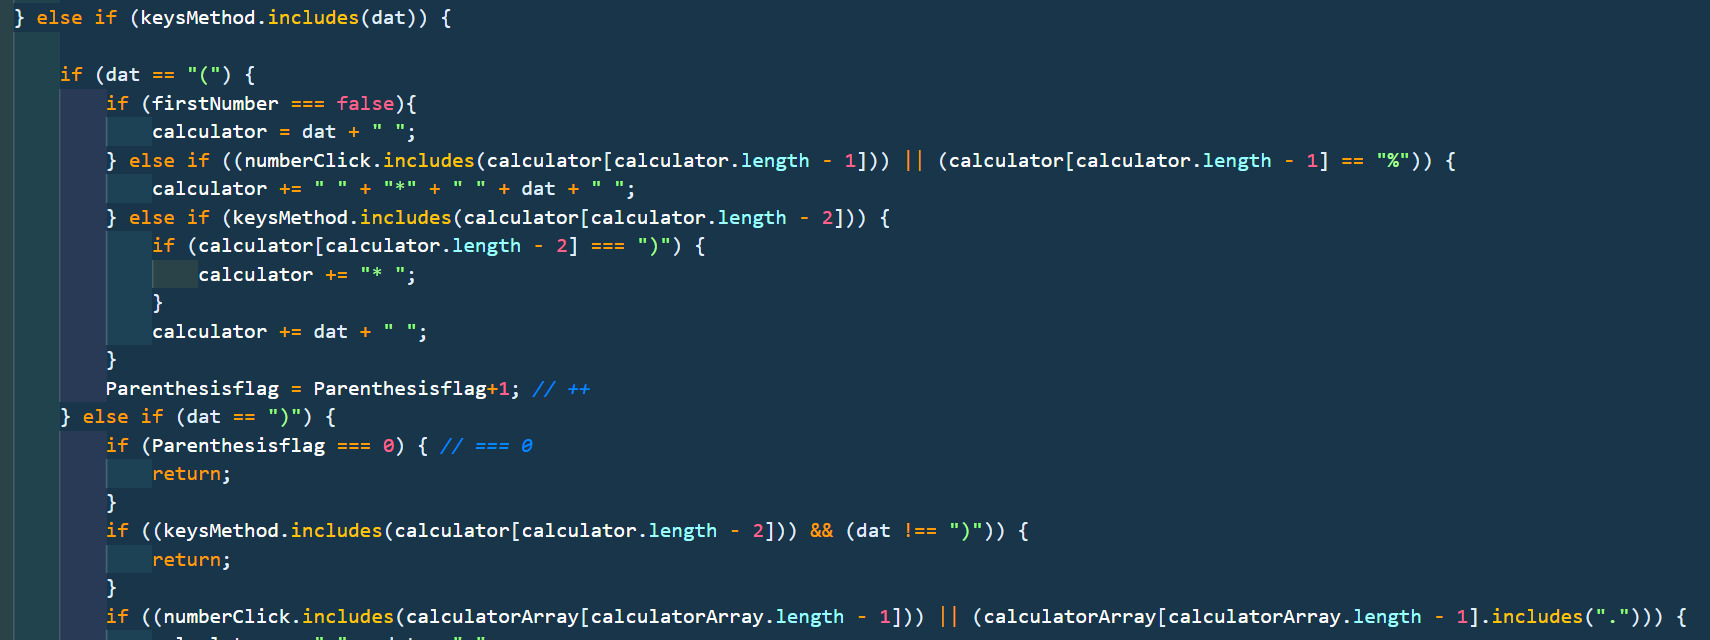 } else if (keysMethod.includes(dat)) {
if (dat == "(") {
if (firstNumber === false){
calculator = dat + " ";
} else if ((numberClick.includes(calculator[calculator.length - 1])) || (calculator[calculator.length - 1] == "%")) {
calculator += " " + "*" + " " + dat + " ";
} else if (keysMethod.includes(calculator[calculator.length - 2])) {
if (calculator[calculator.length - 2] === ")") {
calculator += "* ";
}
calculator += dat + " ";
}
Parenthesisflag = Parenthesisflag+1; // ++
} else if (dat == ")") {
if (Parenthesisflag === 0) { // === 0
return;
}
if ((keysMethod.includes(calculator[calculator.length - 2])) && (dat !== ")")) {
return;
}
if ((numberClick.includes(calculatorArray[calculatorArray.length - 1])) || (calculatorArray[calculatorArray.length - 1].includes("."))) {